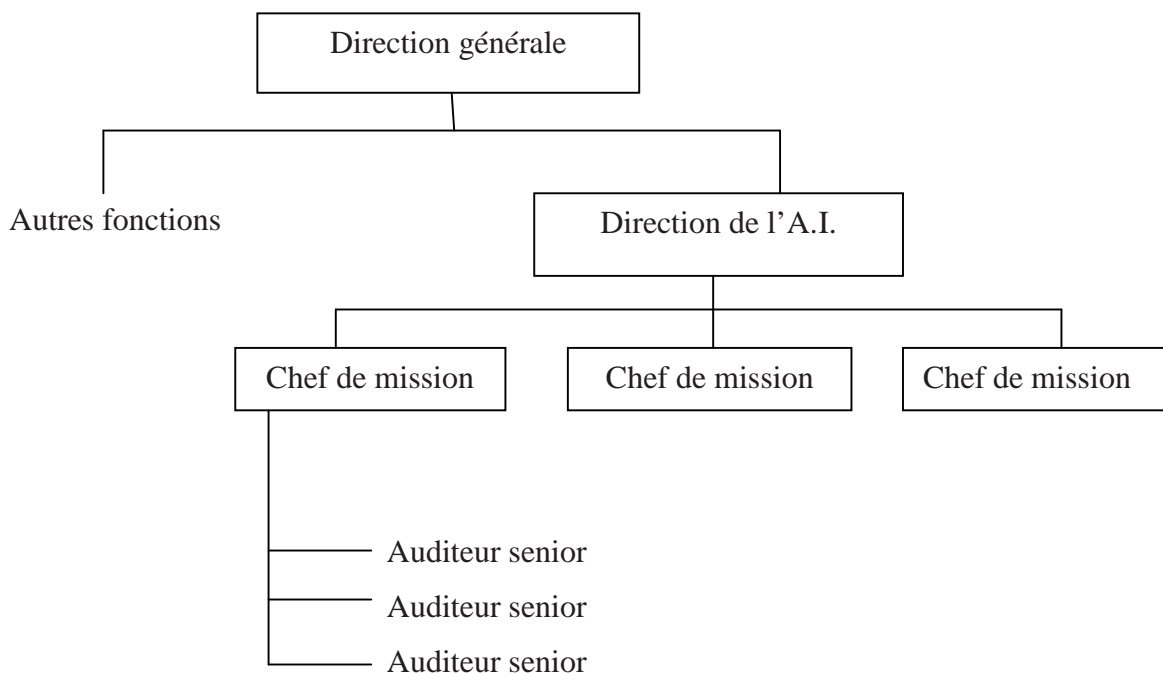 Direction générale
Autres fonctions
Direction de l’A.I.
Chef de mission
Chef de mission
Chef de mission
Auditeur senior
Auditeur senior
Auditeur senior